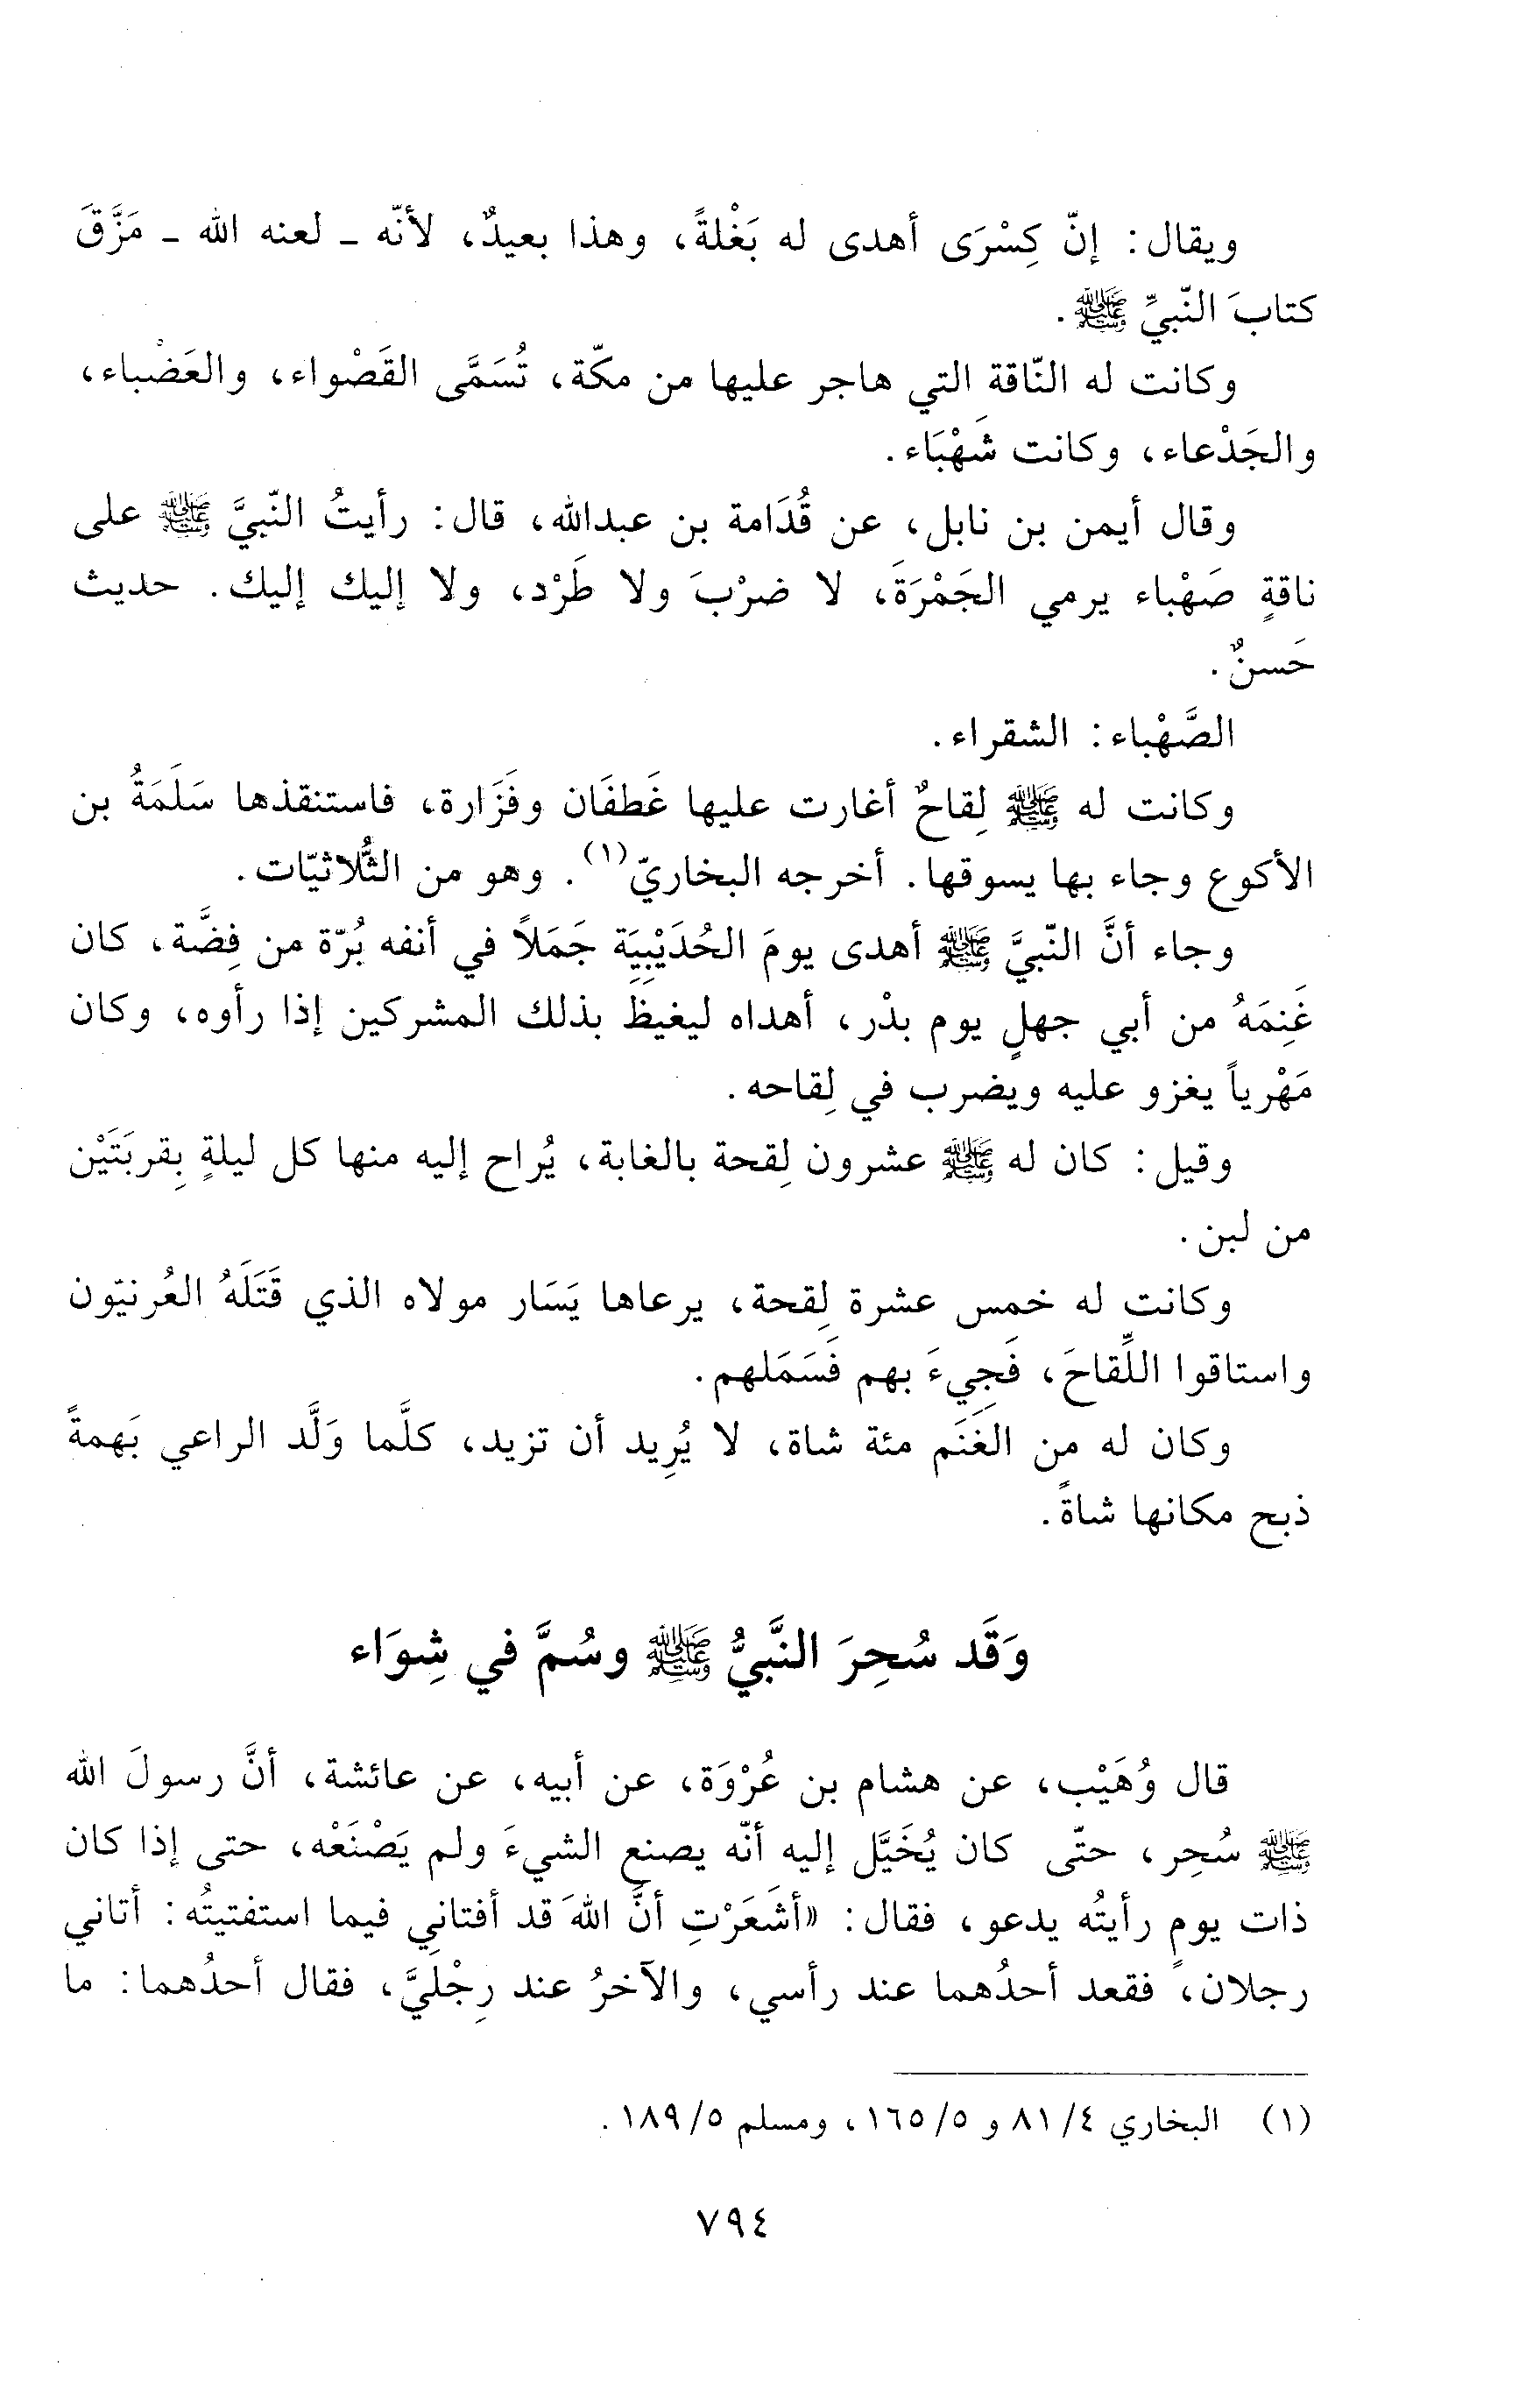 ويقال: إنّ كِسْرَى أهدى له بَغْلةً، وهذا بعيدٌ، لأنّه - لعنه الله - مَزَّقَ
كتابَ النّبيِّ ﷺ.
وكانت له النّاقة التي هاجر عليها من مكّة، تُسَمَّى القَصْواء، والعَضْباء،
والجَدْعاء، وكانت شَهْبَاء.
وقال أيمن بن نابل، عن قُدَامة بن عبدالله، قال: رأيتُ النّبيَّ ﷺ على
ناقةٍ صَهْباء يرمي الجَمْرَةَ، لا ضرْبَ ولا طَرْد، ولا إليك إليك. حديث
حَسنٌ.
الصَّهْباء: الشقراء.
وكانت له ﷺ لِقاحٌ أغارت عليها غَطفَان وفَزَارة، فاستنقذها سَلَمَةُ بن
الأكوع وجاء بها يسوقها. أخرجه البخاريّ(١). وهو من الثُّلاثيّات.
وجاء أنَّ النّبيَّ ﷺ أهدى يومَ الحُدَيْبِيَة جَمَلاً في أنفه بُرّة من فِضَّة، كان
غَنِمَهُ من أبي جهلٍ يوم بدْر، أهداه ليغيظَ بذلك المشركين إذا رأوه، وكان
مَهْرياً يغزو عليه ويضرب في لِقاحه.
وقيل: كان له ﷺ عشرون لِقحة بالغابة، يُراح إليه منها كل ليلةٍ بِقربَتَيْن
من لبن.
وكانت له خمس عشرة لِقحة، يرعاها يَسَار مولاه الذي قَتَلَهُ العُرنيّون
واستاقوا اللِّقاحَ، فَجِيءَ بهم فَسَمَلهم.
وكان له من الغَنَم مئة شاة، لا يُرِيد أن تزيد، كلَّما وَلَّد الراعي بَهمةً
ذبح مكانها شاةً.
وَقَد سُحِرَ النَّبيُّ ﷺ وسُمَّ في شِوَاء
قال وُهَيْب، عن هشام بن عُرْوَة، عن أبيه، عن عائشة، أنَّ رسولَ الله
ﷺ سُحِر، حتّى كان يُخَيَّل إليه أنّه يصنع الشيءَ ولم يَصْنَعْه، حتى إذا كان
ذات يومٍ رأيتُه يدعو، فقال: «أشَعَرْتِ أنَّ اللهَ قد أفتاني فيما استفتيتُه: أتاني
رجلان، فقعد أحدُهما عند رأسي، والآخرُ عند رِجْلَيَّ، فقال أحدُهما: ما
(١) البخاري ٤/ ٨١ و ٥/ ١٦٥، ومسلم ٥/ ١٨٩.
٧٩٤